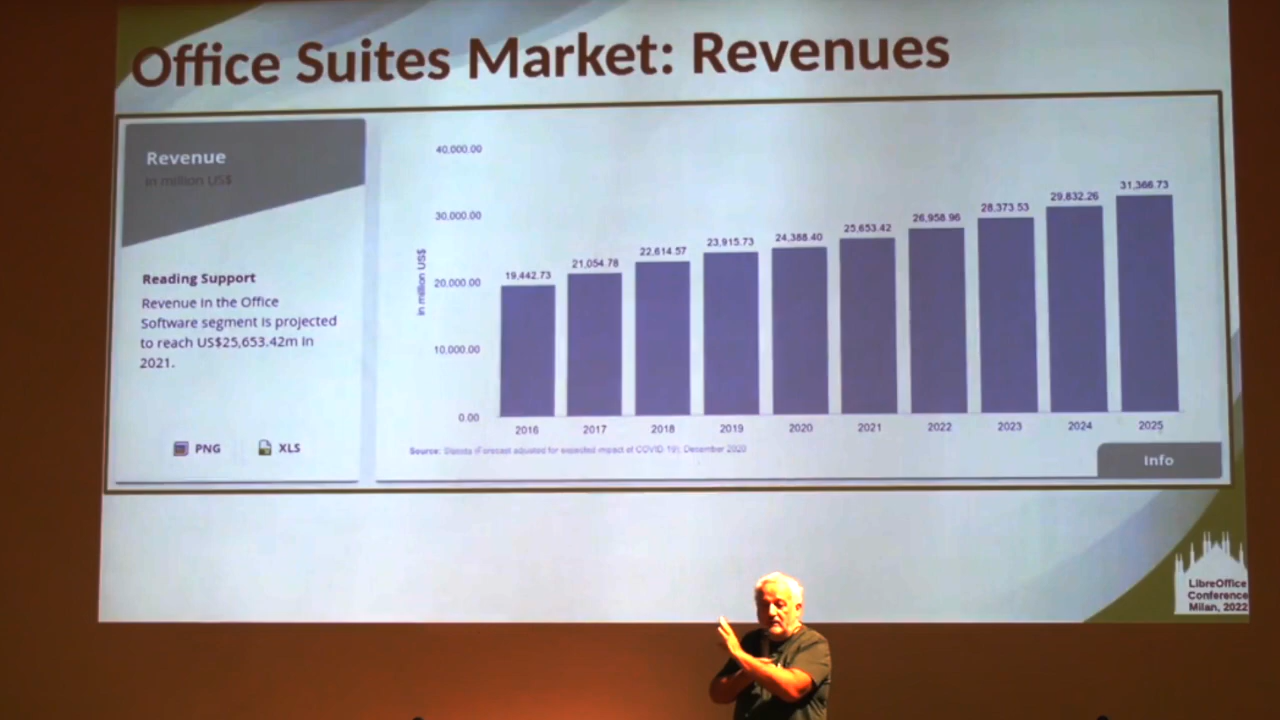 Office Suites Market: Revenues
Revenue
in million US$
Reading Support
Revenue in the Office
Software segment is projected
to reach US$25,653.42m in
2021.
PNG
XLS
in million US$
40,000.00
30,000.00
20,000.00
10,000.00
0.00
19,442.73
21,054.78
22,614.57
23,915.73
24,388.40
25,653.42
26,958.96
28,373.53
29,832.26
31,366.73
2016
2017
2018
2019
2020
2021
2022
2023
2024
2025
Source: Statista (Forecast adjusted for expected impact of COVID-19), December 2020
Info
LibreOffice
Conference
Milan, 2022